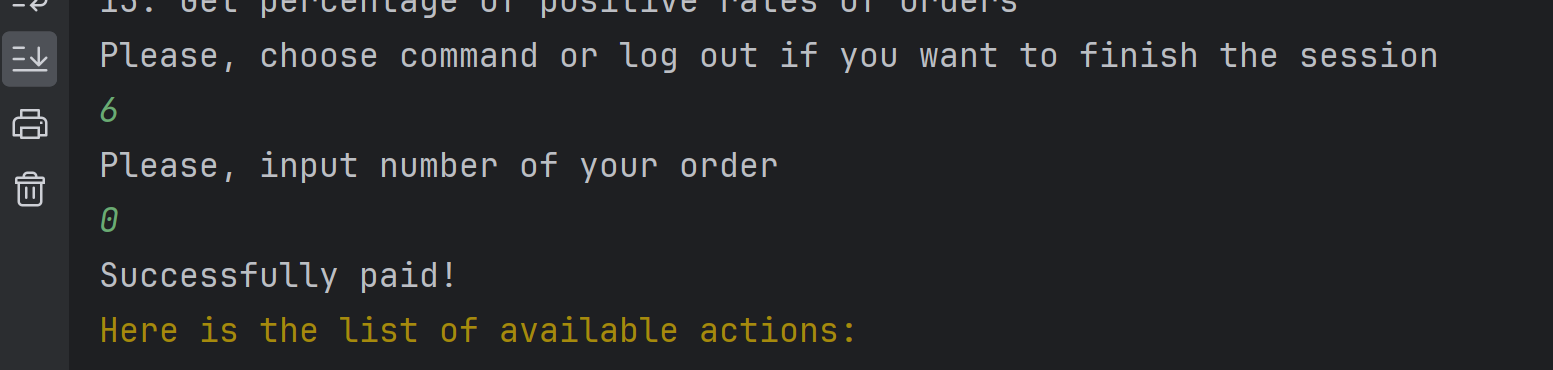 13. Get percentage of positive rates of orders
Please, choose command or log out if you want to finish the session
6
Please, input number of your order
0
Successfully paid!
Here is the list of available actions: